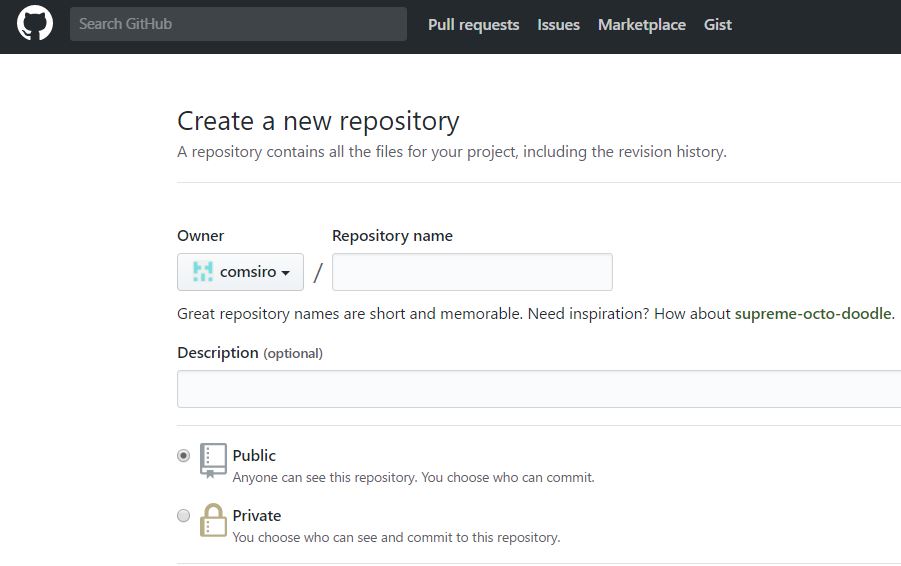 Search GitHub Pull requests Issues Marketplace Gist
Create a new repository
A repository contains all the files for your project, including the revision history.
Owner Repository name
comsiro /
Great repository names are short and memorable. Need inspiration? How about supreme-octo-doodle.
Description (optional)
Public
Anyone can see this repository. You choose who can commit.
Private
You choose who can see and commit to this repository.